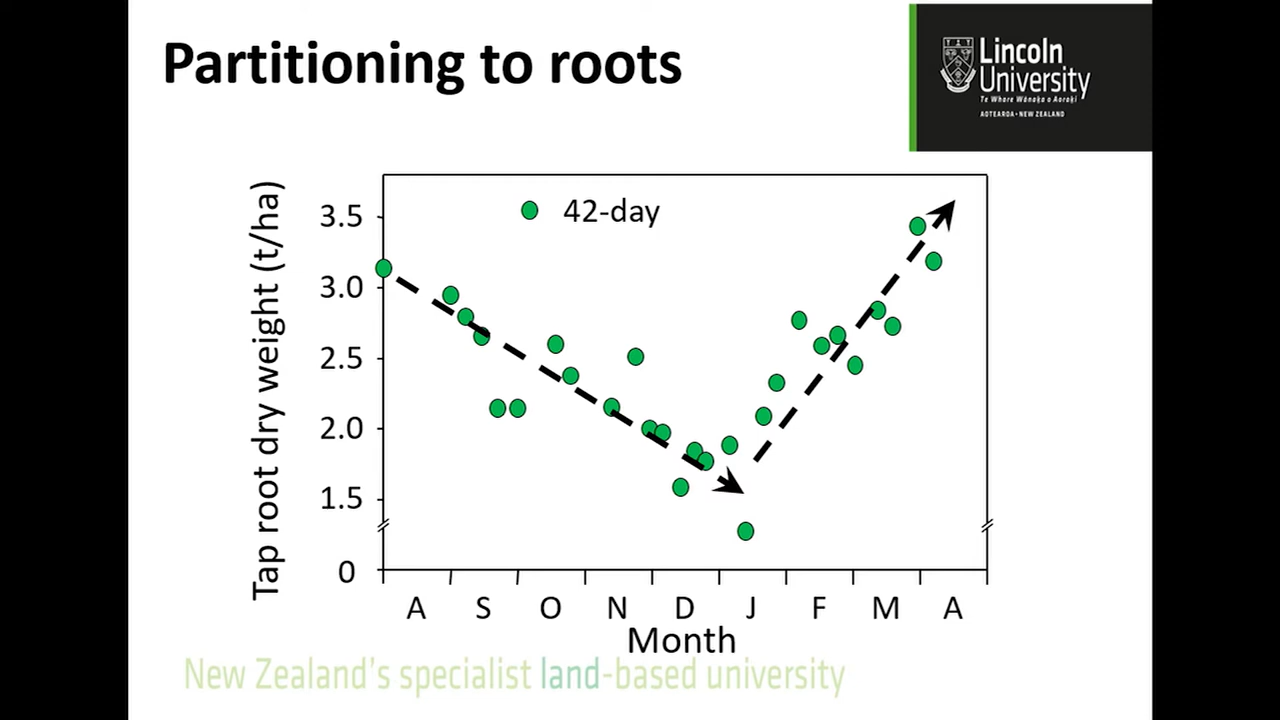 Partitioning to roots
Lincoln
University
Te Whare Wānaka o Aoraki
AOTEAROA • NEW ZEALAND
Tap root dry weight (t/ha)
42-day
3.5
3.0
2.5
2.0
1.5
0
A S O N D J F M A
Month
New Zealand's specialist land-based university